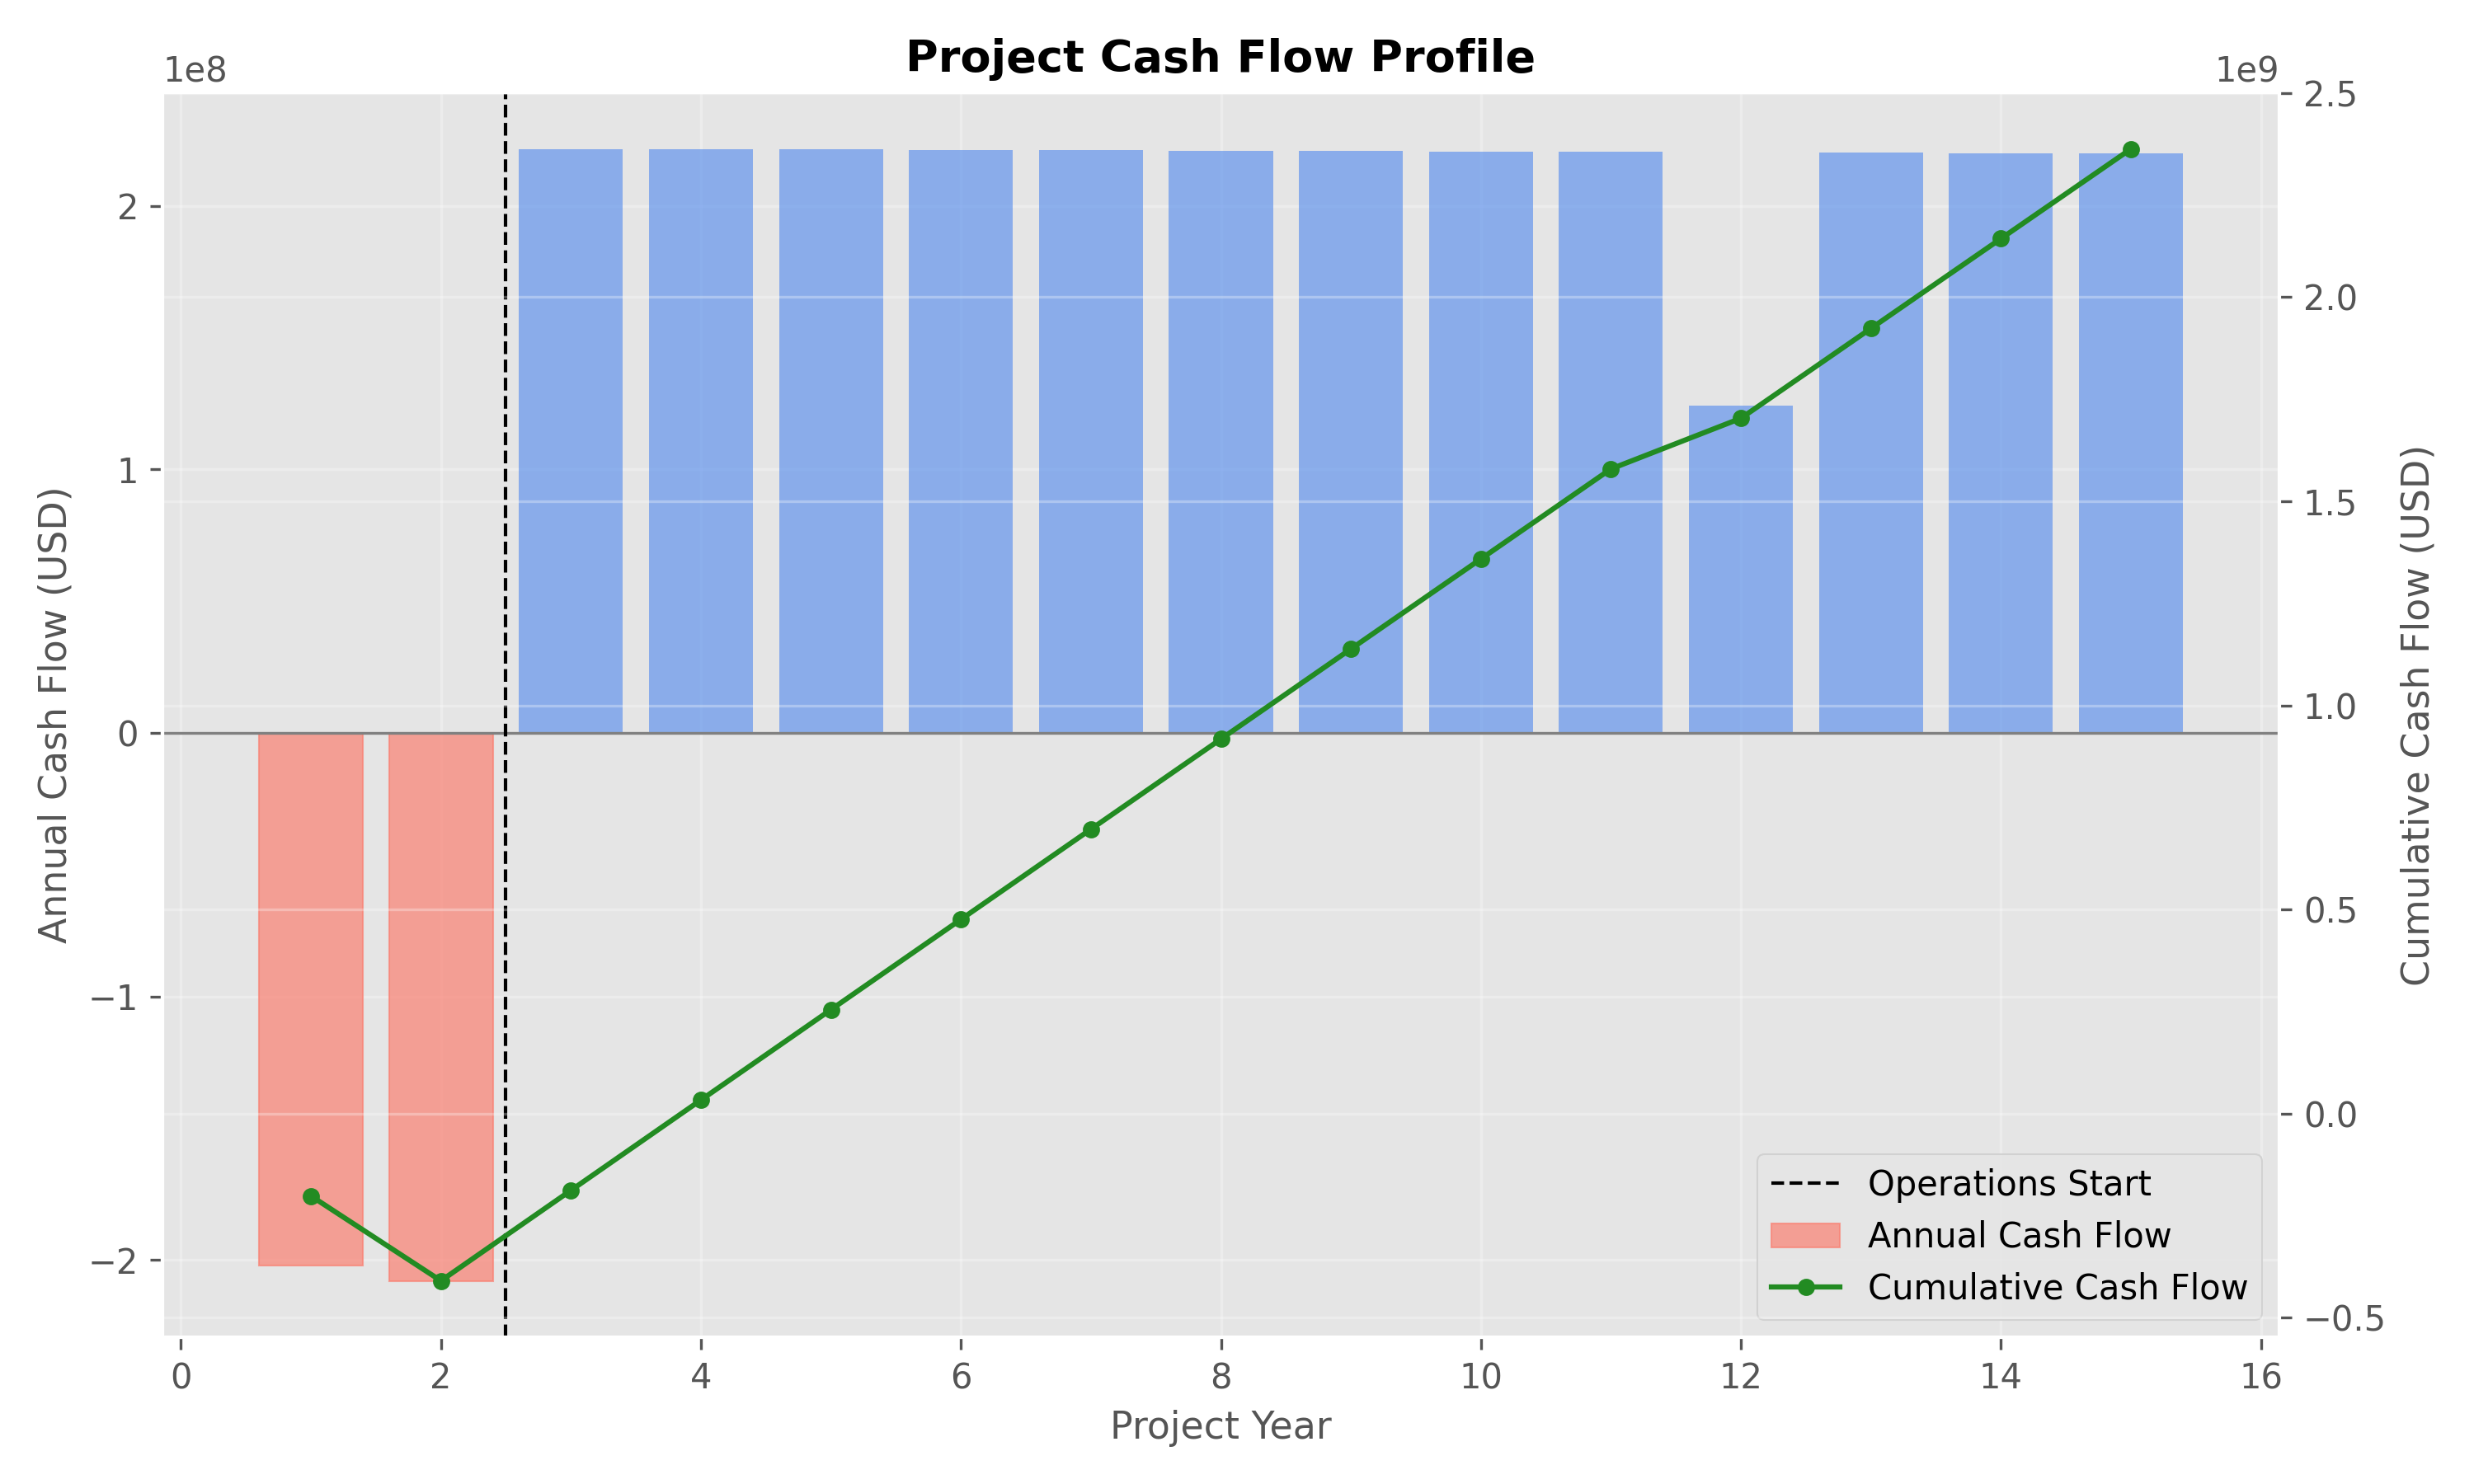 Project Cash Flow Profile
1e8
1e9
2.5
2
2.0
1
1.5
0
1.0
0.5
−1
0.0
−2
−0.5
Annual Cash Flow (USD)
Cumulative Cash Flow (USD)
Operations Start
Annual Cash Flow
Cumulative Cash Flow
0 2 4 6 8 10 12 14 16
Project Year